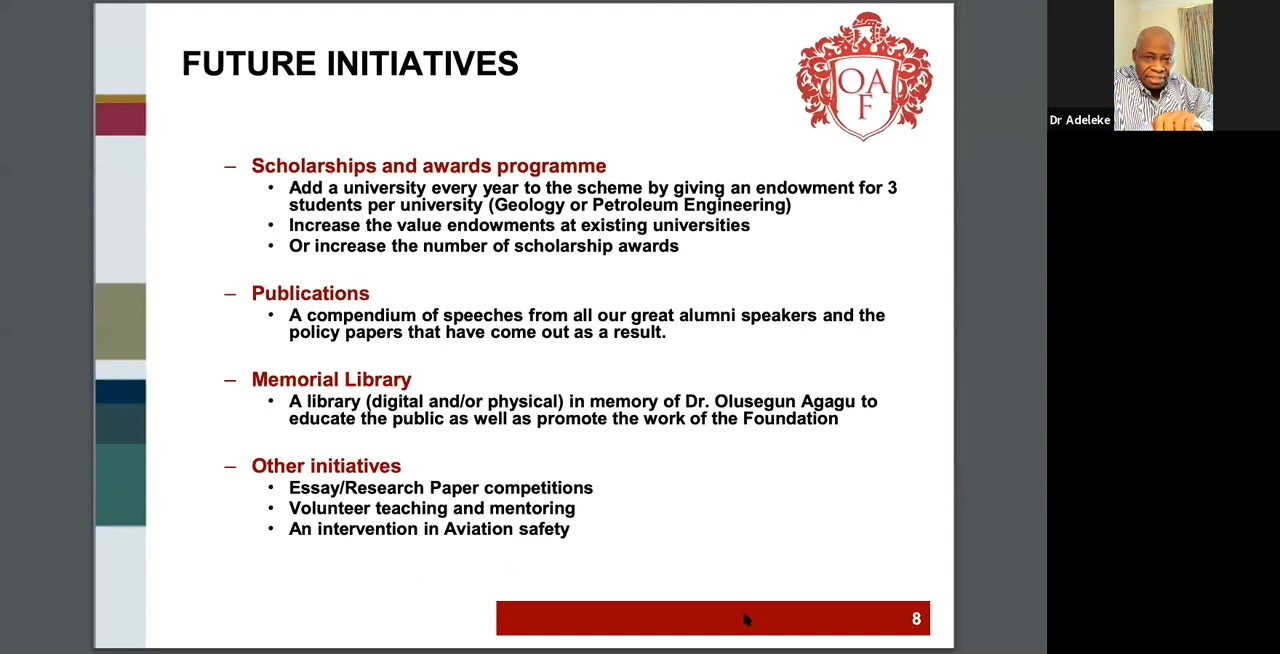 FUTURE INITIATIVES
OA
F
Dr Adeleke
– Scholarships and awards programme
• Add a university every year to the scheme by giving an endowment for 3
students per university (Geology or Petroleum Engineering)
• Increase the value endowments at existing universities
• Or increase the number of scholarship awards
– Publications
• A compendium of speeches from all our great alumni speakers and the
policy papers that have come out as a result.
– Memorial Library
• A library (digital and/or physical) in memory of Dr. Olusegun Agagu to
educate the public as well as promote the work of the Foundation
– Other initiatives
• Essay/Research Paper competitions
• Volunteer teaching and mentoring
• An intervention in Aviation safety
8